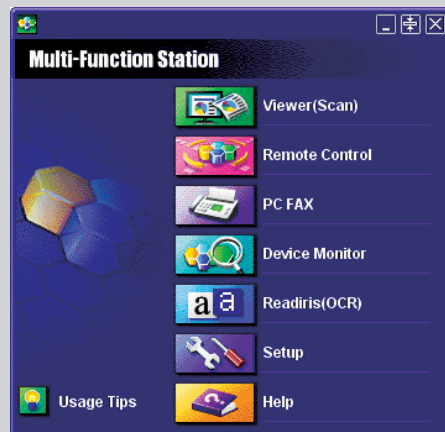 Multi-Function Station
Viewer(Scan)
Remote Control
PC FAX
Device Monitor
a a Readiris(OCR)
Setup
Usage Tips
? Help